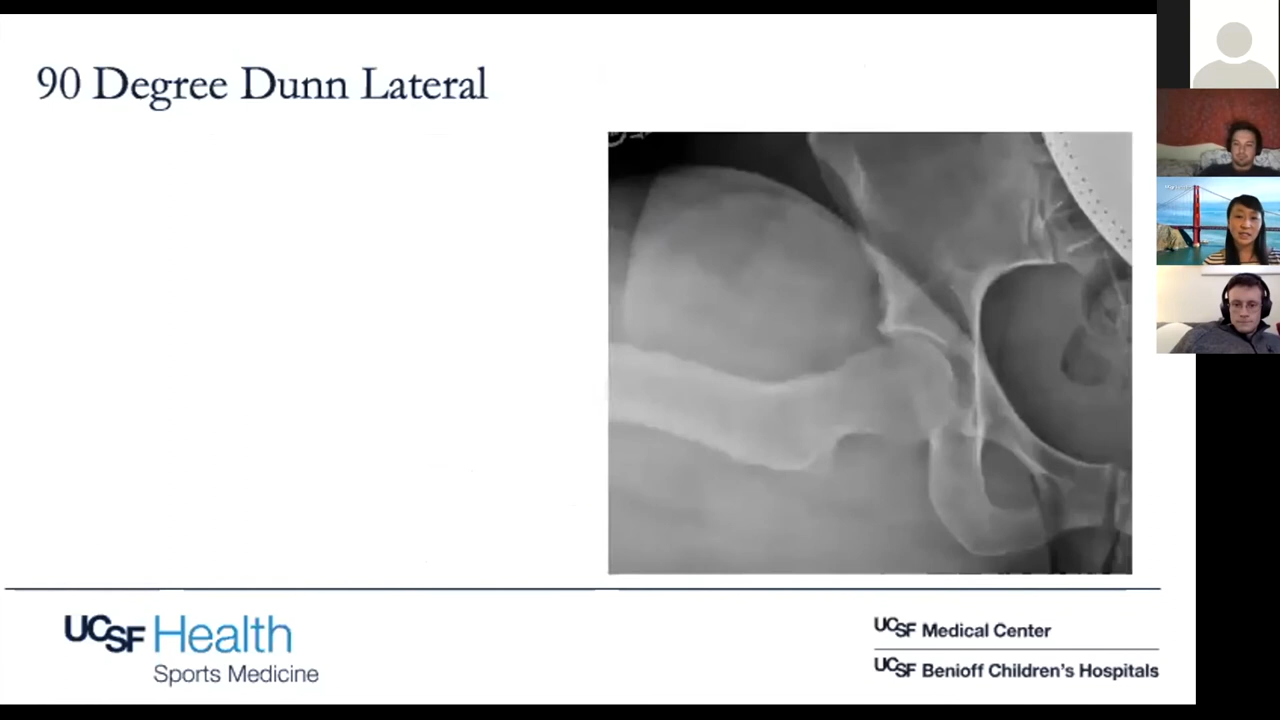 90 Degree Dunn Lateral
UCSF Health
Sports Medicine
UCSF Medical Center
UCSF Benioff Children's Hospitals